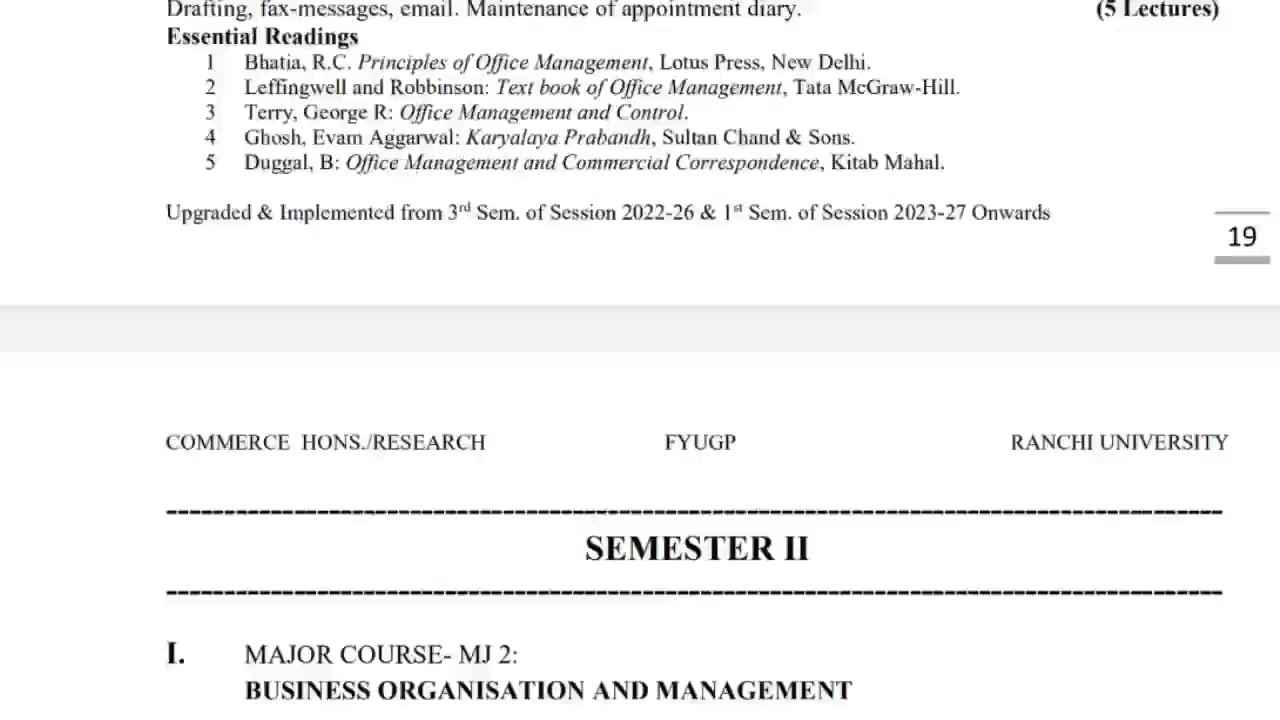 Drafting, fax-messages, email. Maintenance of appointment diary. (5 Lectures)
Essential Readings
1 Bhatia, R.C. Principles of Office Management, Lotus Press, New Delhi.
2 Leffingwell and Robbinson: Text book of Office Management, Tata McGraw-Hill.
3 Terry, George R: Office Management and Control.
4 Ghosh, Evam Aggarwal: Karyalaya Prabandh, Sultan Chand & Sons.
5 Duggal, B: Office Management and Commercial Correspondence, Kitab Mahal.
Upgraded & Implemented from 3rd Sem. of Session 2022-26 & 1st Sem. of Session 2023-27 Onwards
19
COMMERCE HONS./RESEARCH FYUGP RANCHI UNIVERSITY
SEMESTER II
I. MAJOR COURSE- MJ 2:
BUSINESS ORGANISATION AND MANAGEMENT